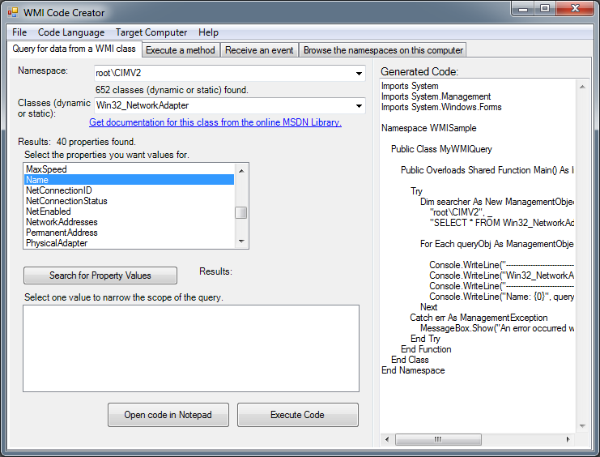 WMI Code Creator
File Code Language Target Computer Help
Query for data from a WMI class Execute a method Receive an event Browse the namespaces on this computer
Namespace:
root\CIMV2
652 classes (dynamic or static) found.
Classes (dynamic
or static):
Win32_NetworkAdapter
Get documentation for this class from the online MSDN Library.
Results: 40 properties found.
Select the properties you want values for.
MaxSpeed
Name
NetConnectionID
NetConnectionStatus
NetEnabled
NetworkAddresses
PermanentAddress
PhysicalAdapter
Search for Property Values
Results:
Select one value to narrow the scope of the query.
Open code in Notepad
Execute Code
Generated Code:
Imports System
Imports System.Management
Imports System.Windows.Forms
Namespace WMISample
Public Class MyWMIQuery
Public Overloads Shared Function Main() As I
Try
Dim searcher As New ManagementObje
"root\CIMV2", _
"SELECT * FROM Win32_NetworkAc
For Each queryObj As ManagementObje
Console.WriteLine("-----------------------------
Console.WriteLine("Win32_NetworkA
Console.WriteLine("-----------------------------
Console.WriteLine("Name: {0}", query
Next
Catch err As ManagementException
MessageBox.Show("An error occurred w
End Try
End Function
End Class
End Namespace